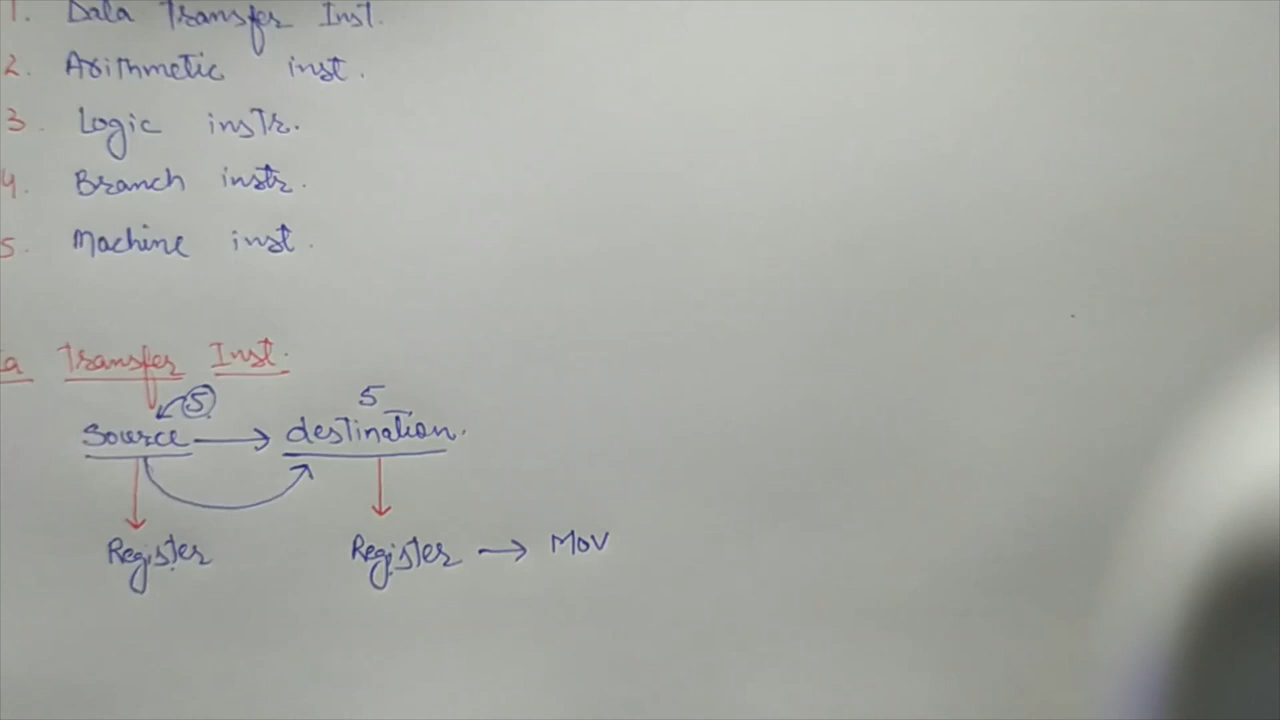 1. Data Transfer Inst.
2. Arithmetic inst.
3. Logic instr.
4. Branch instr.
5. Machine inst.
a Transfer Inst.
5 5
Source → destination.
Register Register → MOV